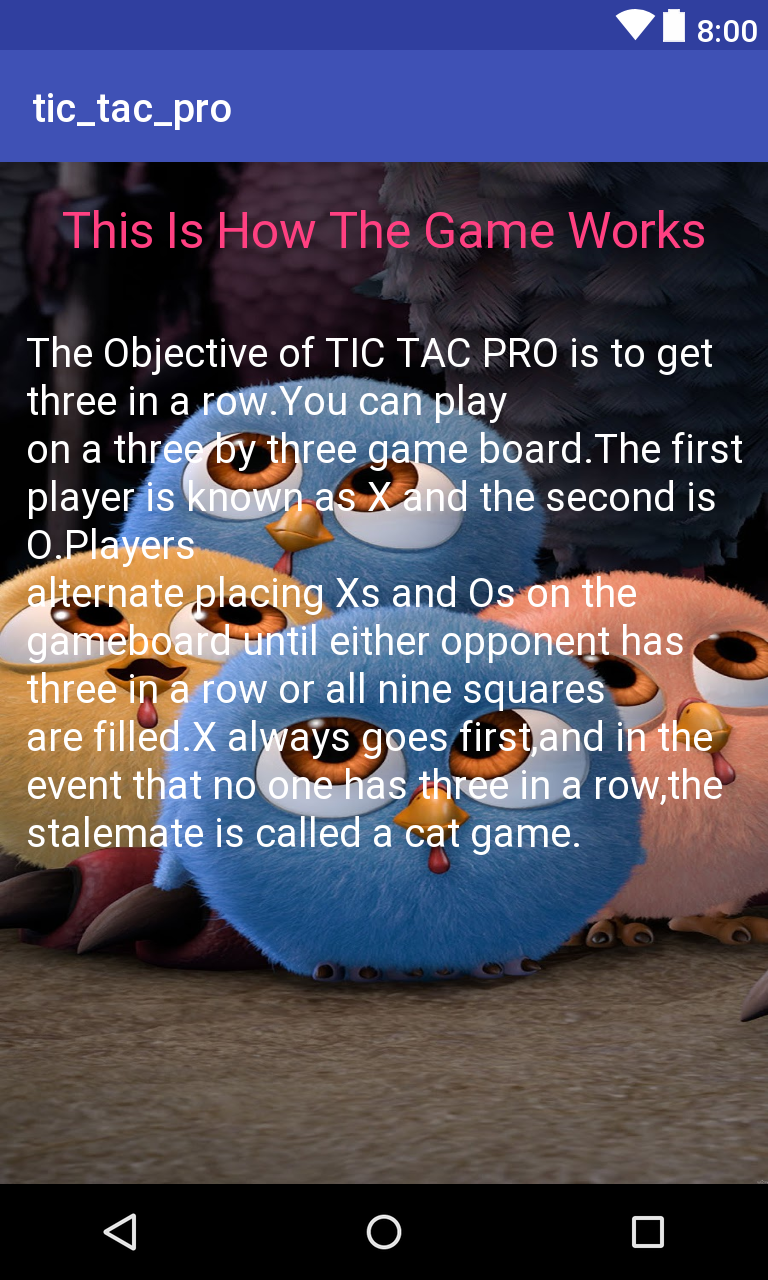 8:00
tic_tac_pro
This Is How The Game Works
The Objective of TIC TAC PRO is to get
three in a row.You can play
on a three by three game board.The first
player is known as X and the second is
O.Players
alternate placing Xs and Os on the
gameboard until either opponent has
three in a row or all nine squares
are filled.X always goes first,and in the
event that no one has three in a row,the
stalemate is called a cat game.